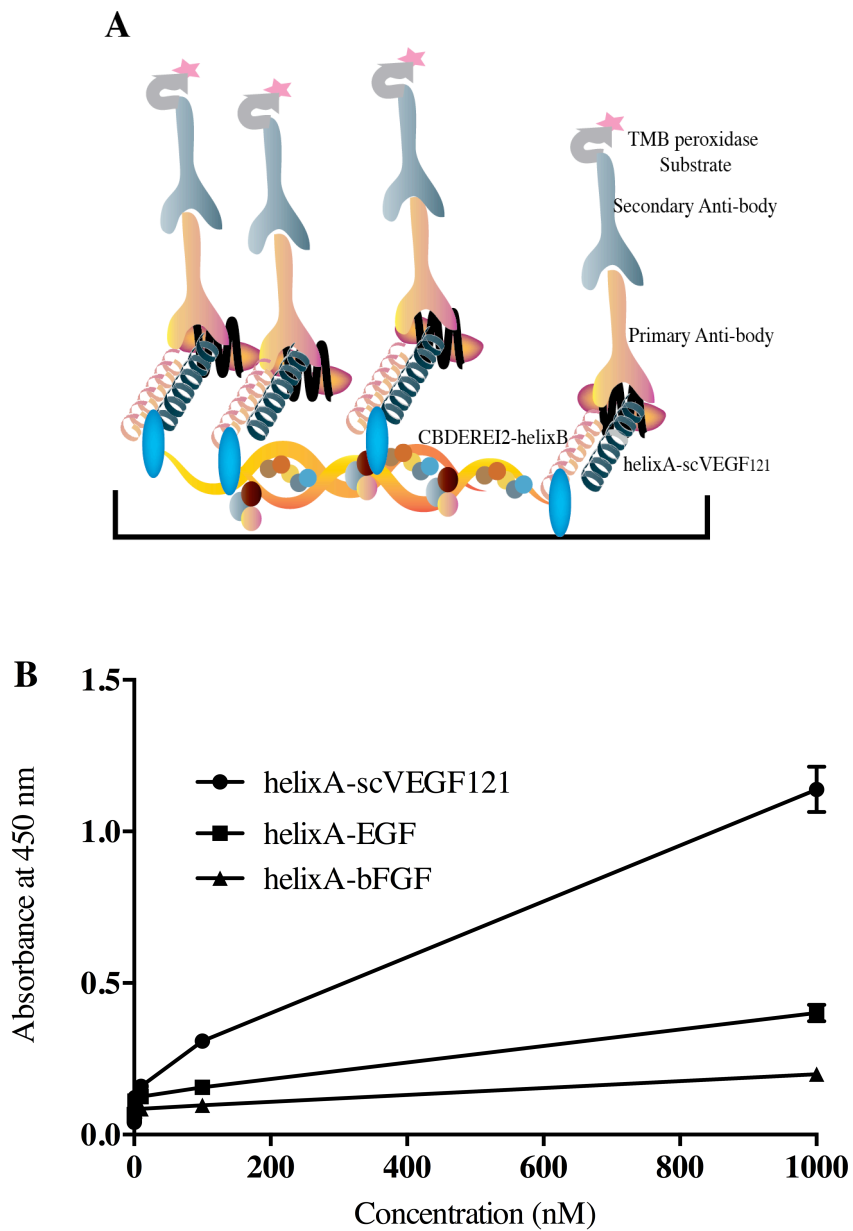 A
TMB peroxidase
Substrate
Secondary Anti-body
Primary Anti-body
CBDEREI2-helixB
helixA-scVEGF121
B
1.5
1.0
0.5
0.0
Absorbance at 450 nm
helixA-scVEGF121
helixA-EGF
helixA-bFGF
0 200 400 600 800 1000
Concentration (nM)